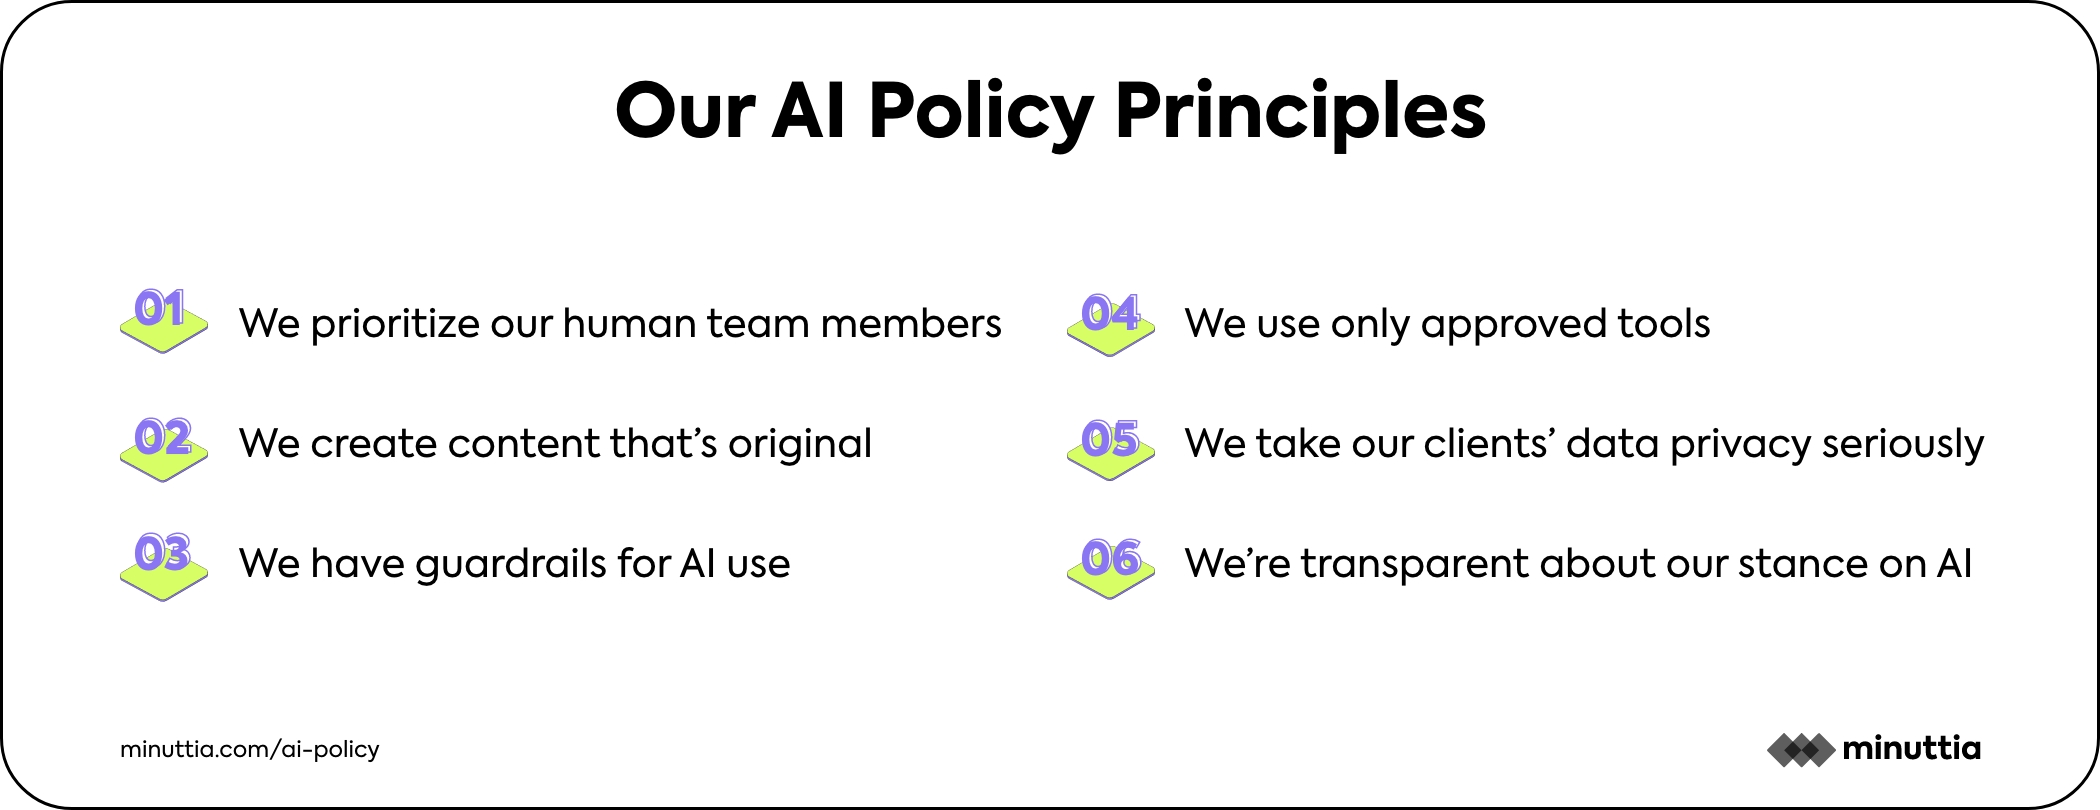 Our AI Policy Principles
01 We prioritize our human team members
02 We create content that’s original
03 We have guardrails for AI use
04 We use only approved tools
05 We take our clients’ data privacy seriously
06 We’re transparent about our stance on AI
minuttia.com/ai-policy
minuttia